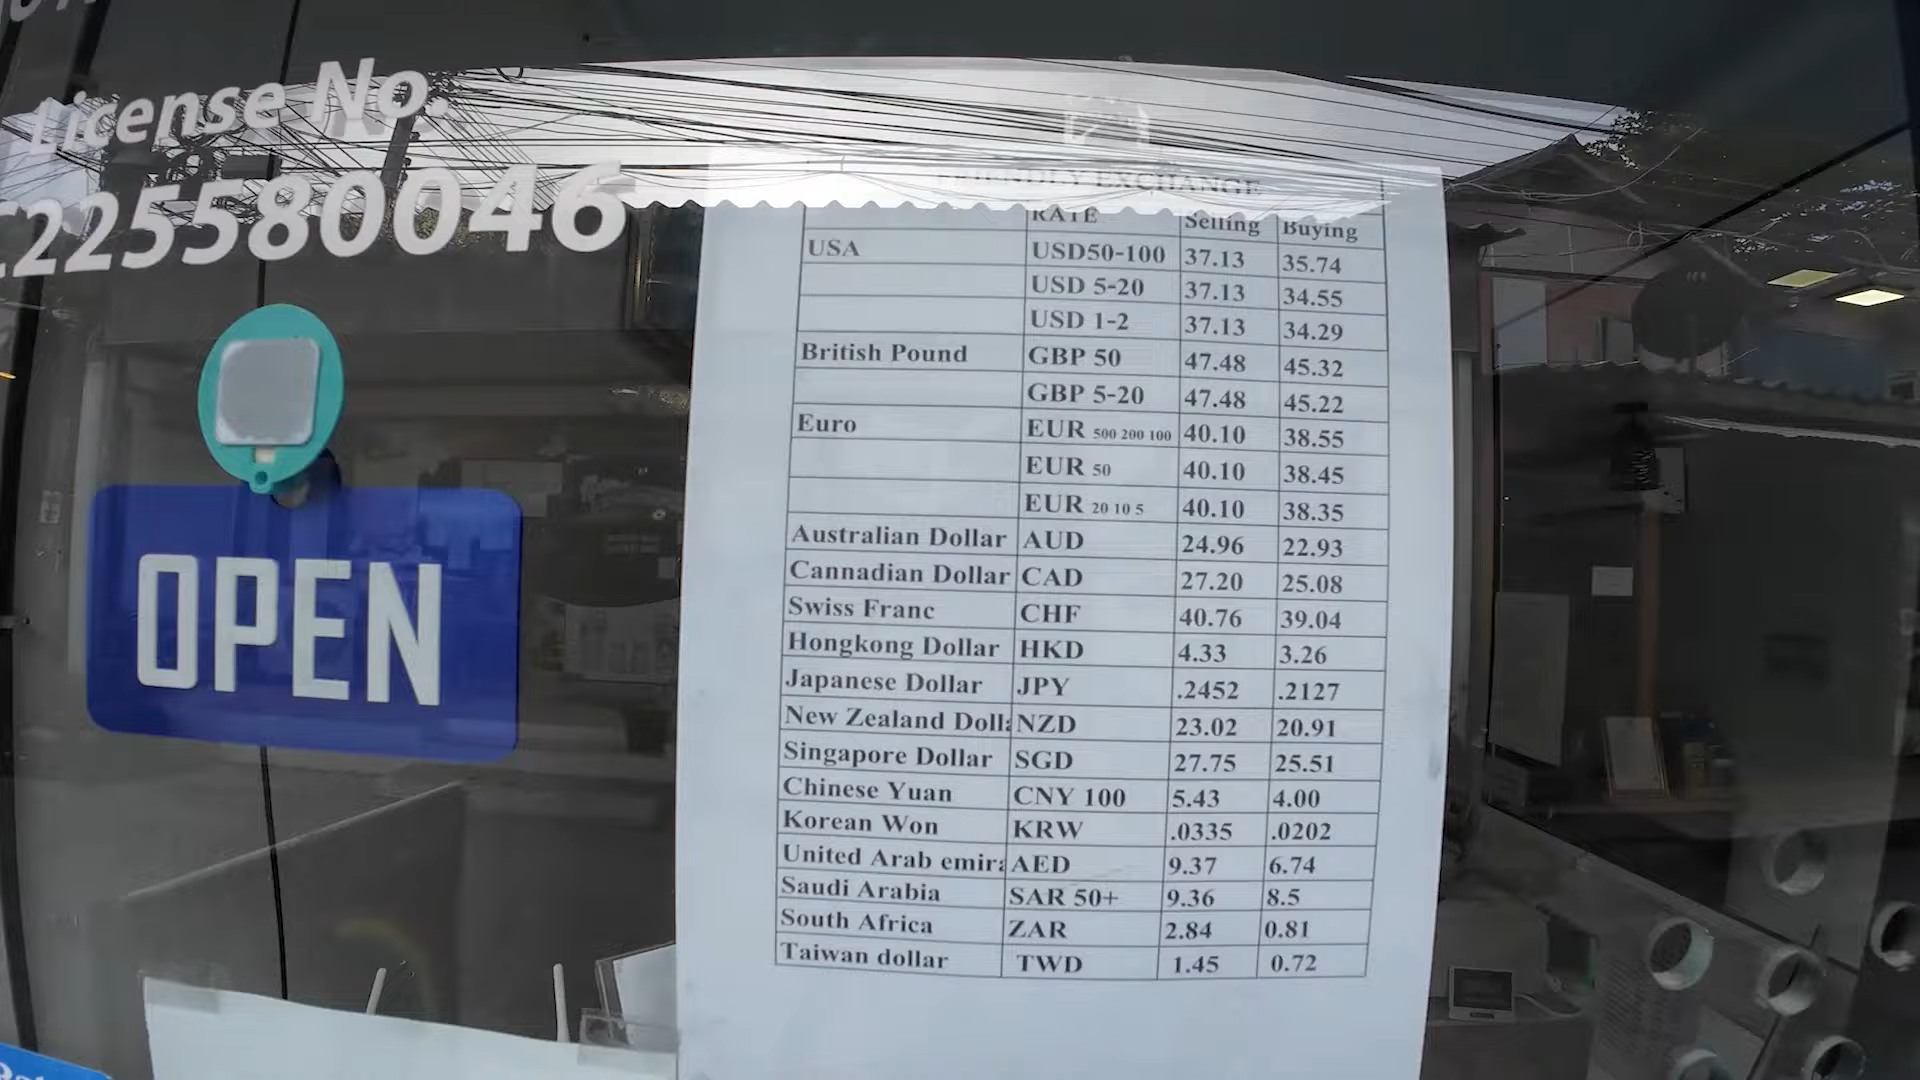 License No.
225580046
OPEN
FRIENDLY EXCHANGE
RATE Selling Buying
USA USD50-100 37.13 35.74
USD 5-20 37.13 34.55
USD 1-2 37.13 34.29
British Pound GBP 50 47.48 45.32
GBP 5-20 47.48 45.22
Euro EUR 500 200 100 40.10 38.55
EUR 50 40.10 38.45
EUR 20 10 5 40.10 38.35
Australian Dollar AUD 24.96 22.93
Cannadian Dollar CAD 27.20 25.08
Swiss Franc CHF 40.76 39.04
Hongkong Dollar HKD 4.33 3.26
Japanese Dollar JPY .2452 .2127
New Zealand Dolla NZD 23.02 20.91
Singapore Dollar SGD 27.75 25.51
Chinese Yuan CNY 100 5.43 4.00
Korean Won KRW .0335 .0202
United Arab emira AED 9.37 6.74
Saudi Arabia SAR 50+ 9.36 8.5
South Africa ZAR 2.84 0.81
Taiwan dollar TWD 1.45 0.72